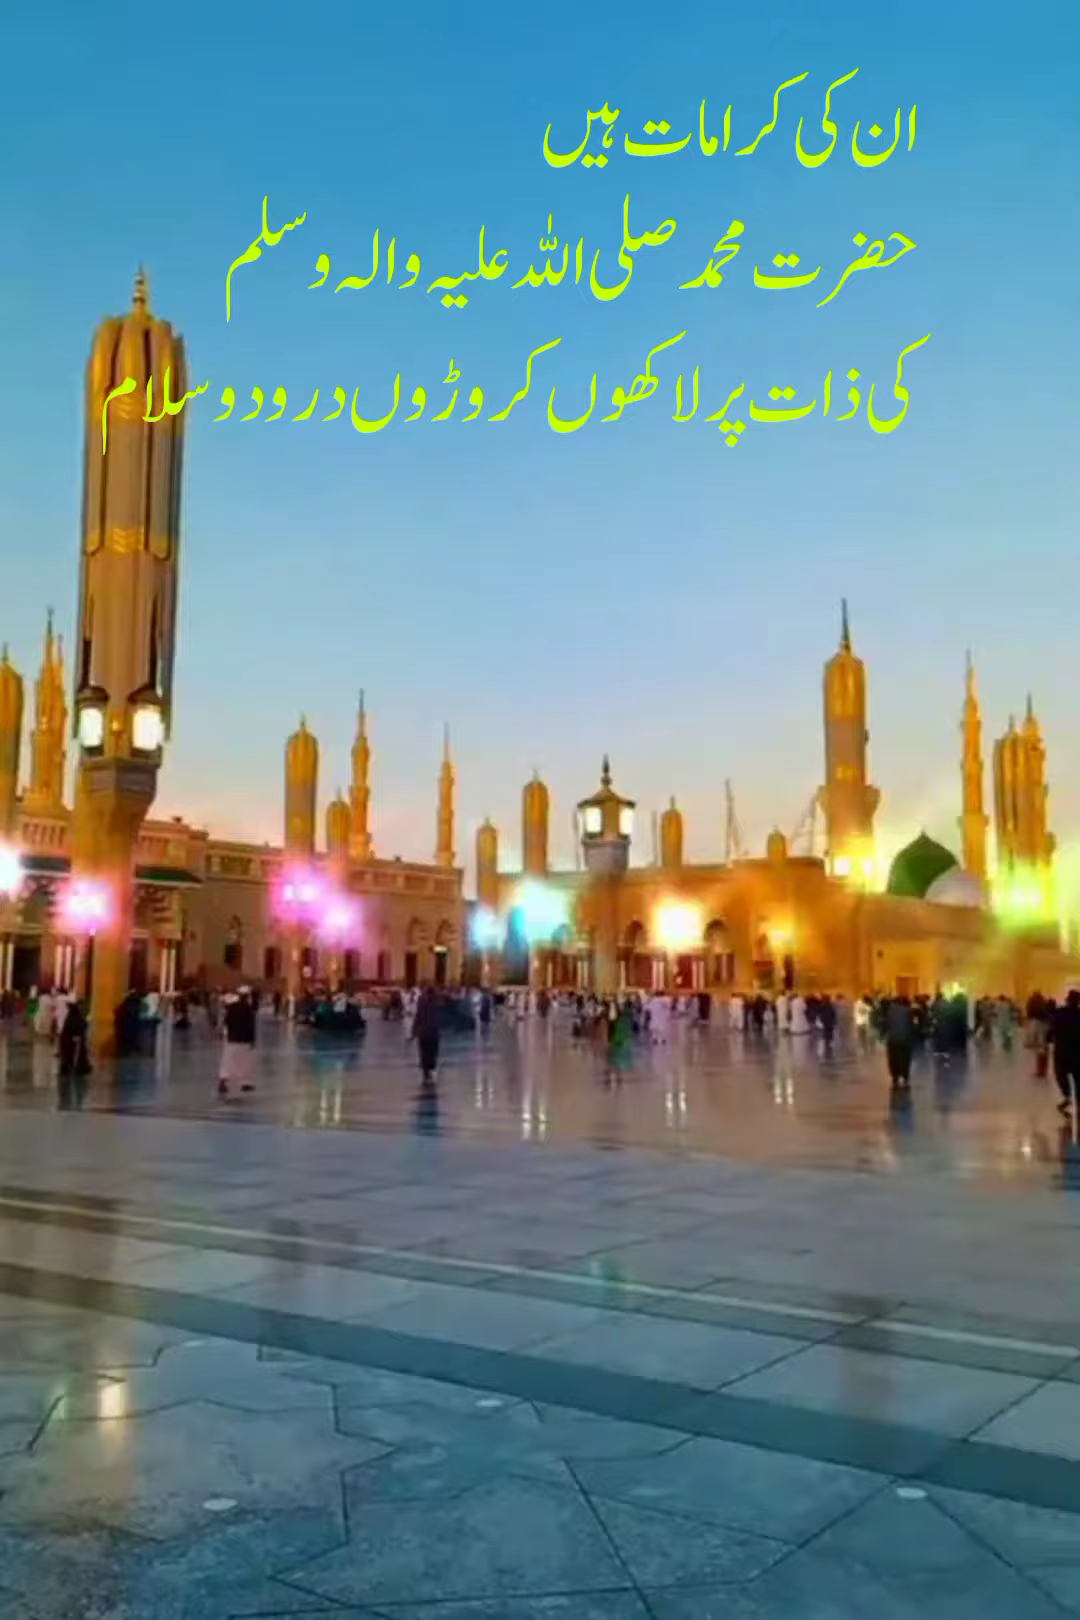 ان کی کرامات ہیں
حضرت محمد صلی اللہ علیہ والہ وسلم
کی ذات پر لاکھوں کروڑوں درود و سلام